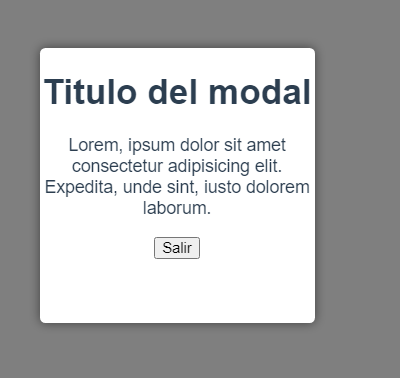 Titulo del modal
Lorem, ipsum dolor sit amet
consectetur adipisicing elit.
Expedita, unde sint, iusto dolorem
laborum.
Salir